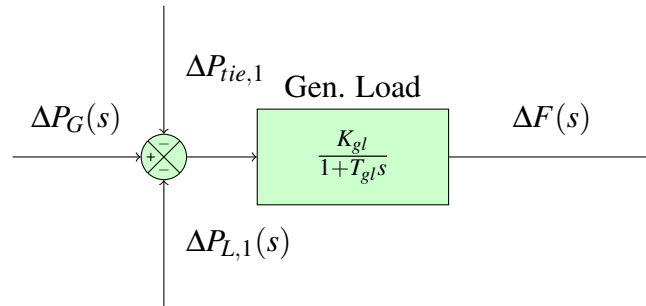 ΔP_{tie,1}
Gen. Load
ΔP_G(s)
ΔF(s)
−
+
−
K_{gl}
1+T_{gl}s
ΔP_{L,1}(s)